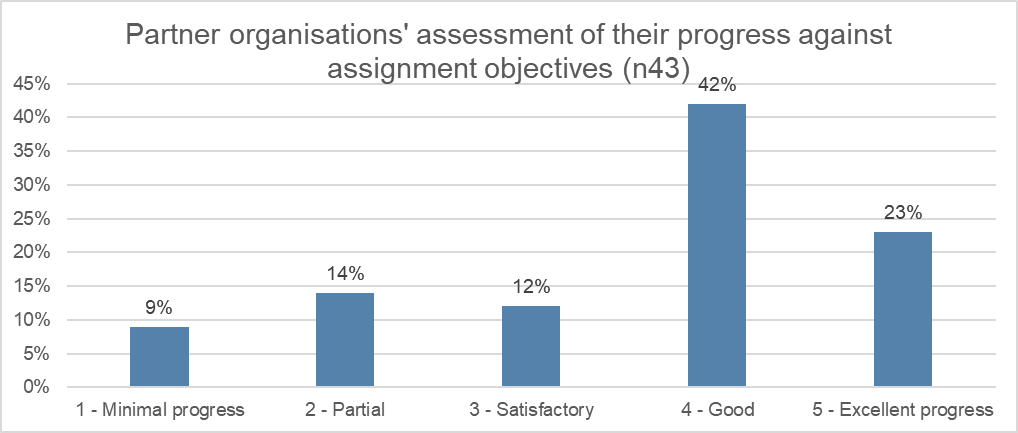 Partner organisations' assessment of their progress against
assignment objectives (n43)
45%
40%
35%
30%
25%
20%
15%
10%
5%
0%
9%
14%
12%
42%
23%
1 - Minimal progress
2 - Partial
3 - Satisfactory
4 - Good
5 - Excellent progress